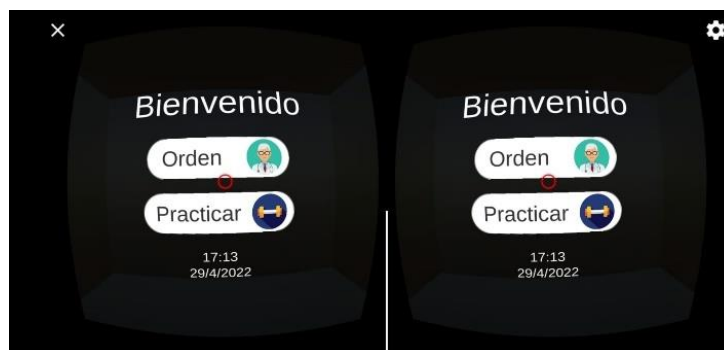 Bienvenido
Orden
Practicar
17:13
29/4/2022
Bienvenido
Orden
Practicar
17:13
29/4/2022